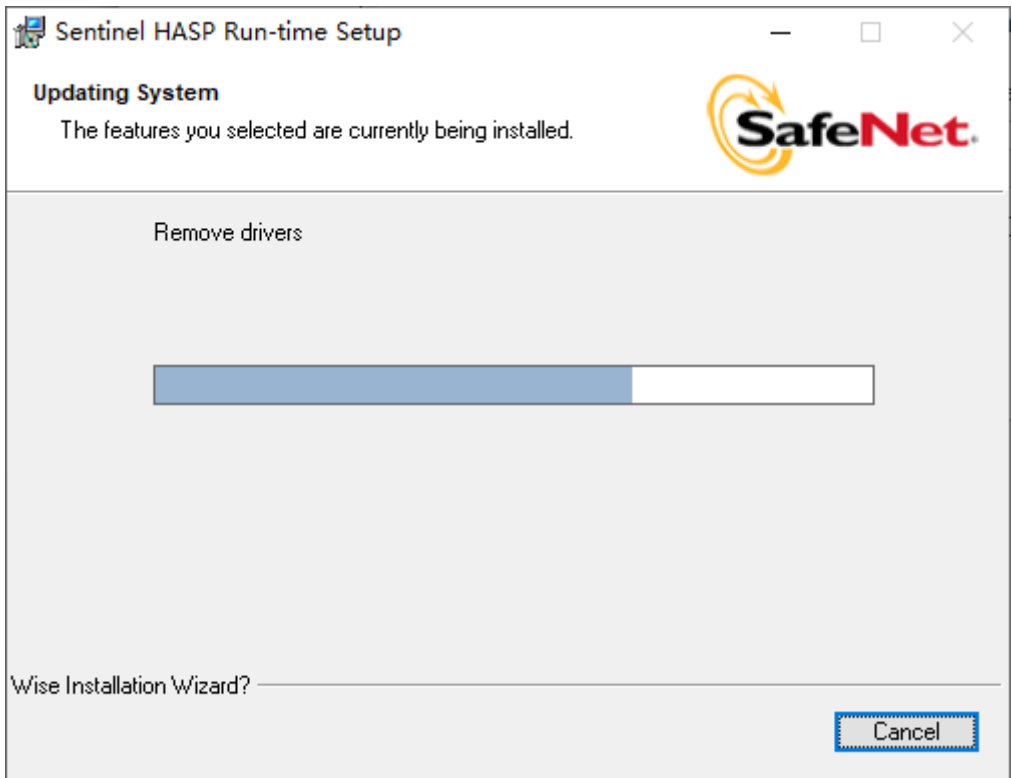 Sentinel HASP Run-time Setup
Updating System
The features you selected are currently being installed.
SafeNet.
Remove drivers
Wise Installation Wizard?
Cancel